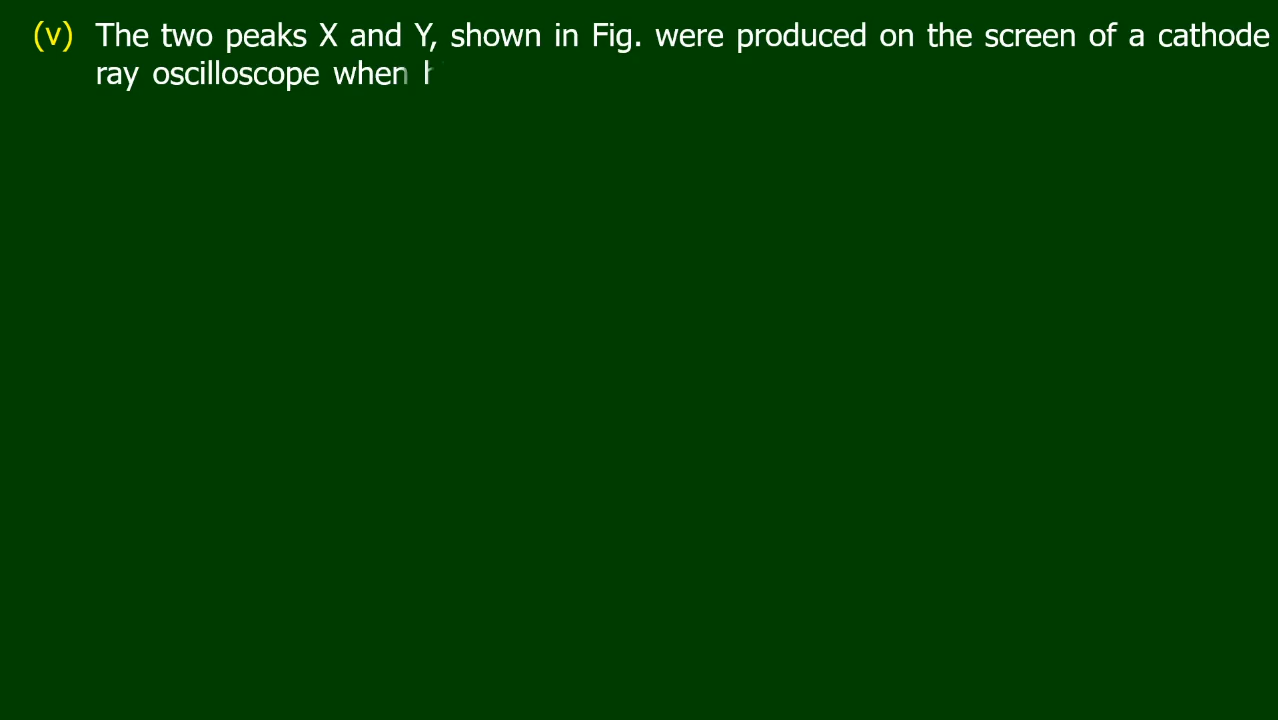 (v) The two peaks X and Y, shown in Fig. were produced on the screen of a cathode
ray oscilloscope when